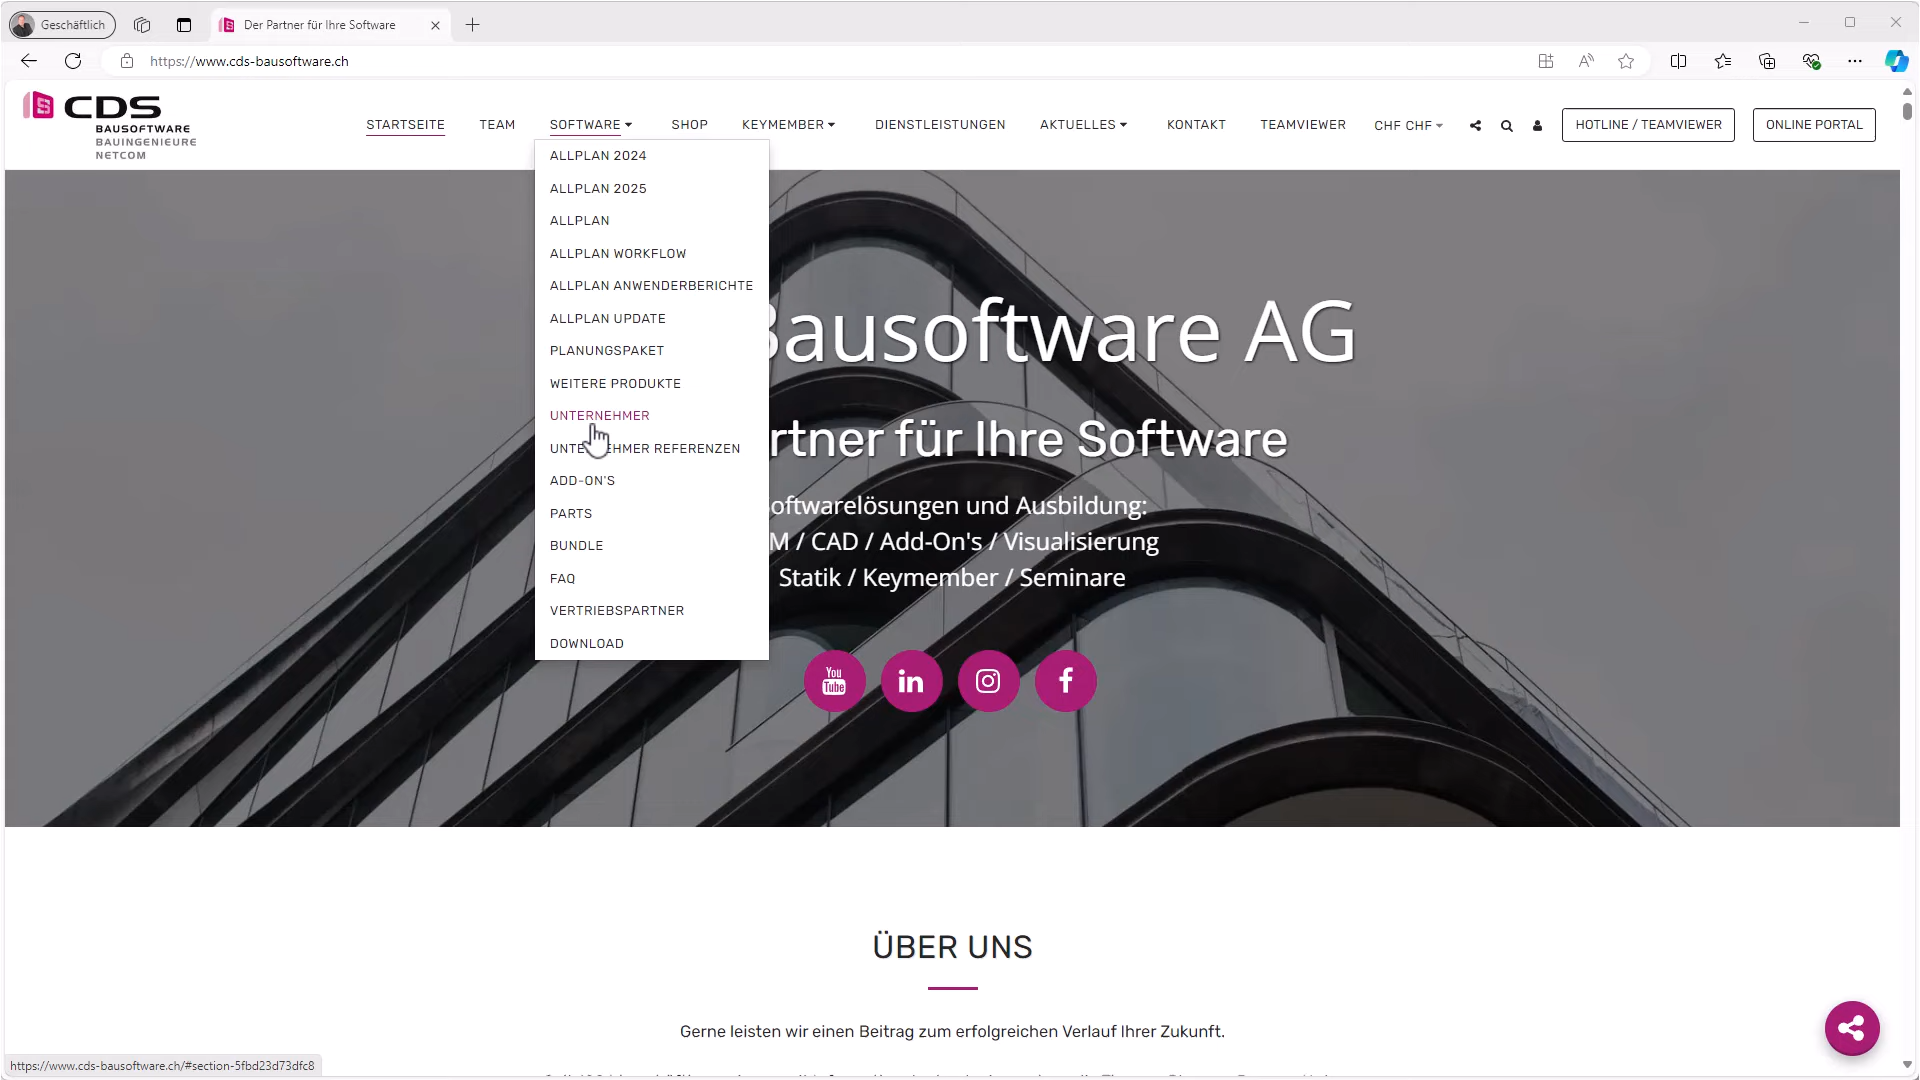 Geschäftlich
Der Partner für Ihre Software
https://www.cds-bausoftware.ch
CDS
BAUSOFTWARE
BAUINGENIEURE
NETCOM
STARTSEITE TEAM SOFTWARE SHOP KEYMEMBER DIENSTLEISTUNGEN AKTUELLES KONTAKT TEAMVIEWER CHF CHF HOTLINE / TEAMVIEWER ONLINE PORTAL
ALLPLAN 2024
ALLPLAN 2025
ALLPLAN
ALLPLAN WORKFLOW
ALLPLAN ANWENDERBERICHTE
ALLPLAN UPDATE
PLANUNGSPAKET
WEITERE PRODUKTE
UNTERNEHMER
UNTERNEHMER REFERENZEN
ADD-ON'S
PARTS
BUNDLE
FAQ
VERTRIEBSPARTNER
DOWNLOAD
Bausoftware AG
rtner für Ihre Software
oftwarelösungen und Ausbildung:
M / CAD / Add-On's / Visualisierung
Statik / Keymember / Seminare
You
Tube
in
ÜBER UNS
Gerne leisten wir einen Beitrag zum erfolgreichen Verlauf Ihrer Zukunft.
https://www.cds-bausoftware.ch/#section-5fbd23d73dfc8